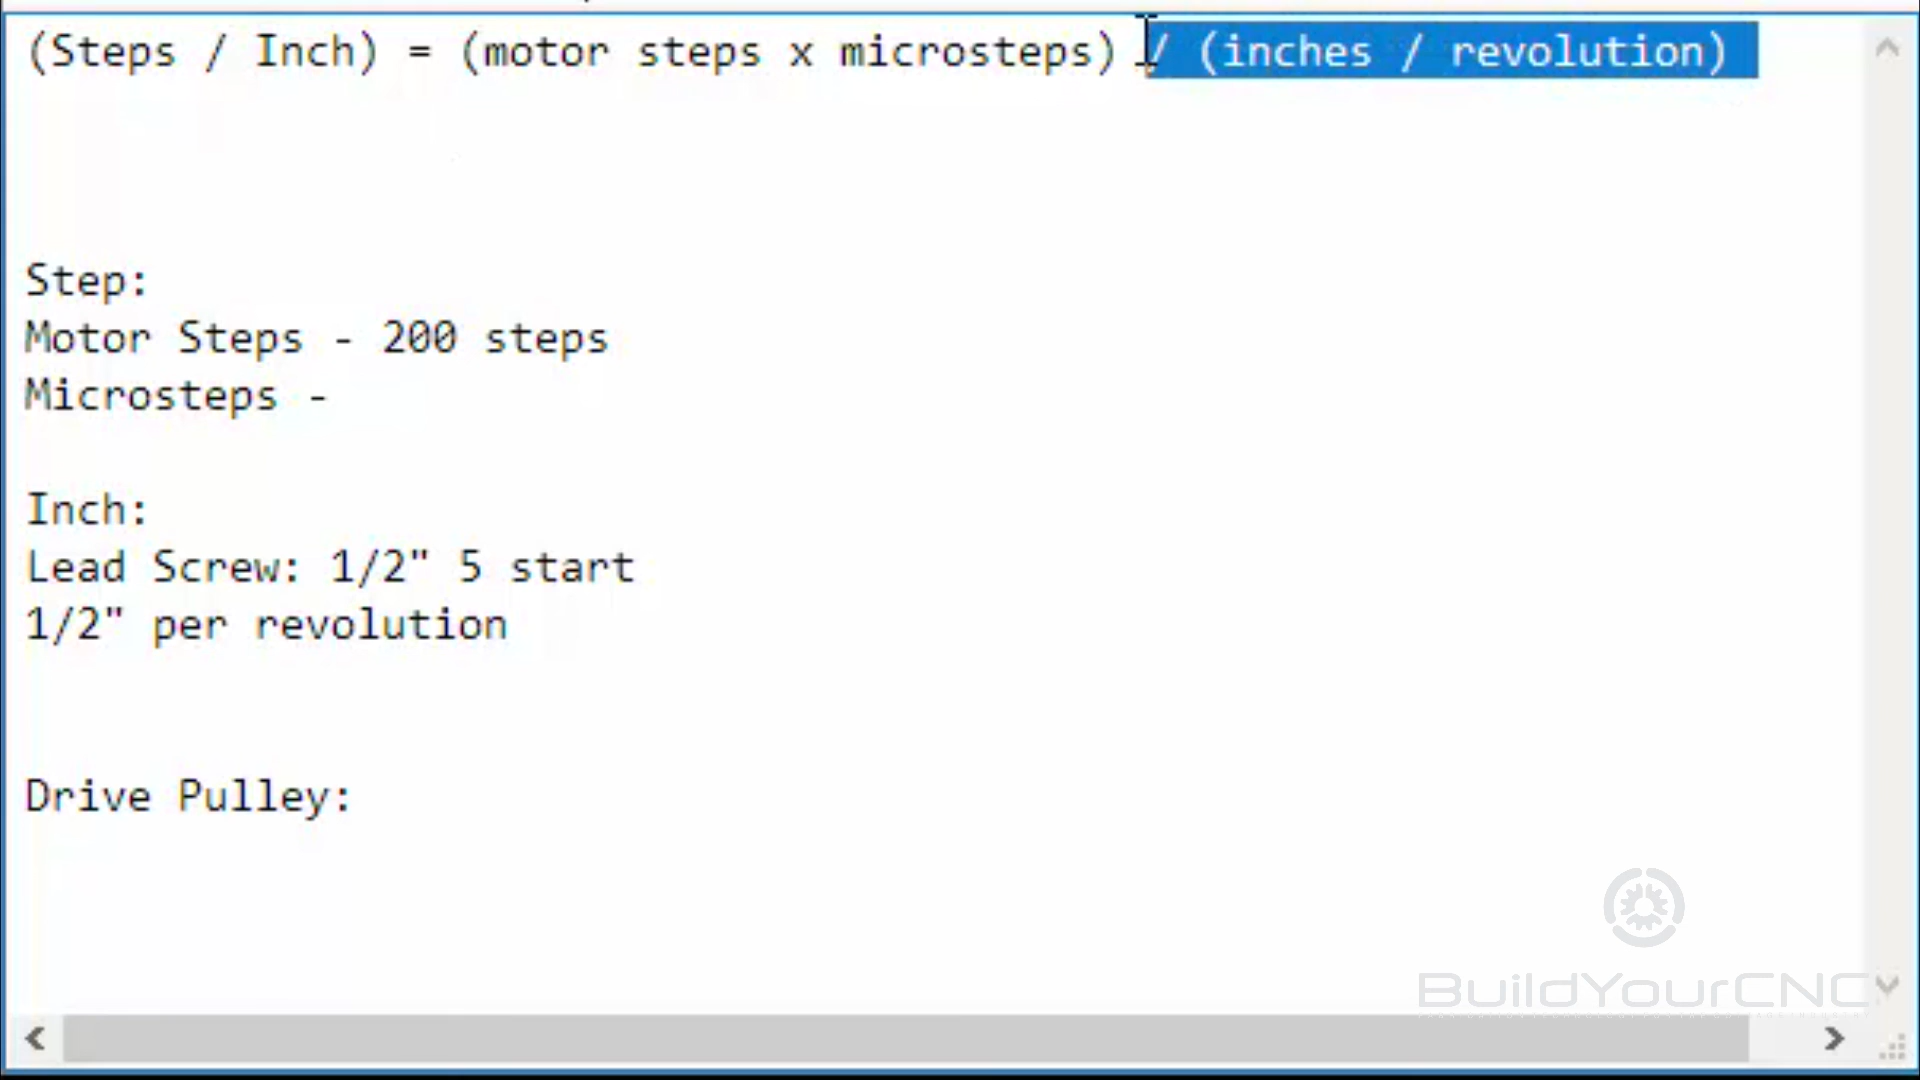 (Steps / Inch) = (motor steps x microsteps) / (inches / revolution)
Step:
Motor Steps - 200 steps
Microsteps -
Inch:
Lead Screw: 1/2" 5 start
1/2" per revolution
Drive Pulley:
BuildYourCNC